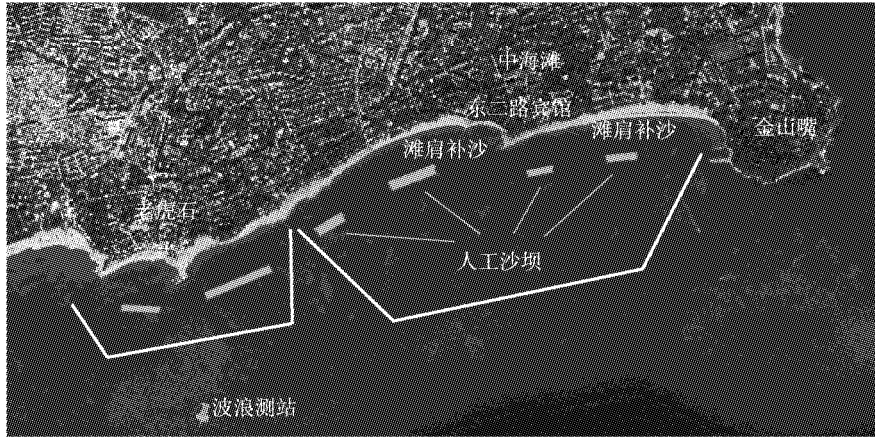 中海滩
东二路宾馆
滩肩补沙
金山嘴
滩肩补沙
老虎石
人工沙坝
波浪测站